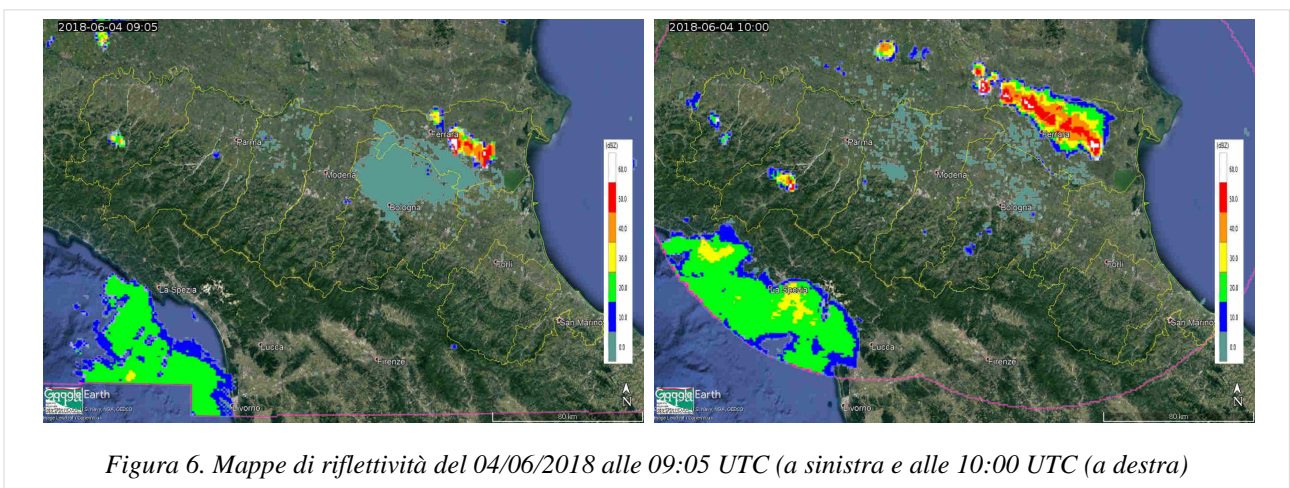 2018-06-04 09:05
Ferrara
Parma
Modena
Bologna
Forlì
La Spezia
San Marino
Lucca
Firenze
Livorno
(dBZ)
60.0
50.0
40.0
30.0
20.0
10.0
0.0
Google Earth
N
80 km
2018-06-04 10:00
Ferrara
Parma
Modena
Bologna
Forlì
La Spezia
San Marino
Lucca
Firenze
Livorno
(dBZ)
60.0
50.0
40.0
30.0
20.0
10.0
0.0
Google Earth
N
80 km
Figura 6. Mappe di riflettività del 04/06/2018 alle 09:05 UTC (a sinistra e alle 10:00 UTC (a destra)